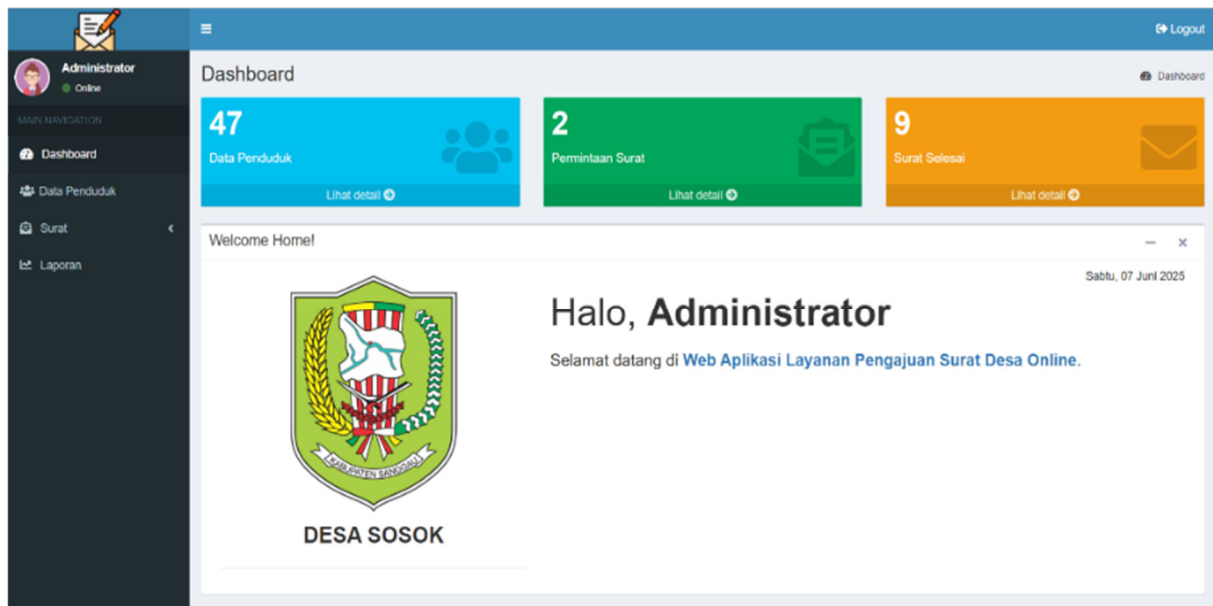 Logout
Administrator
Online
MAIN NAVIGATION
Dashboard
Data Penduduk
Surat
Laporan
Dashboard
Dashboard
47
Data Penduduk
Lihat detail
2
Permintaan Surat
Lihat detail
9
Surat Selesai
Lihat detail
Welcome Home!
Sabtu, 07 Juni 2025
KABUPATEN SANGGAU
DESA SOSOK
Halo, Administrator
Selamat datang di Web Aplikasi Layanan Pengajuan Surat Desa Online.